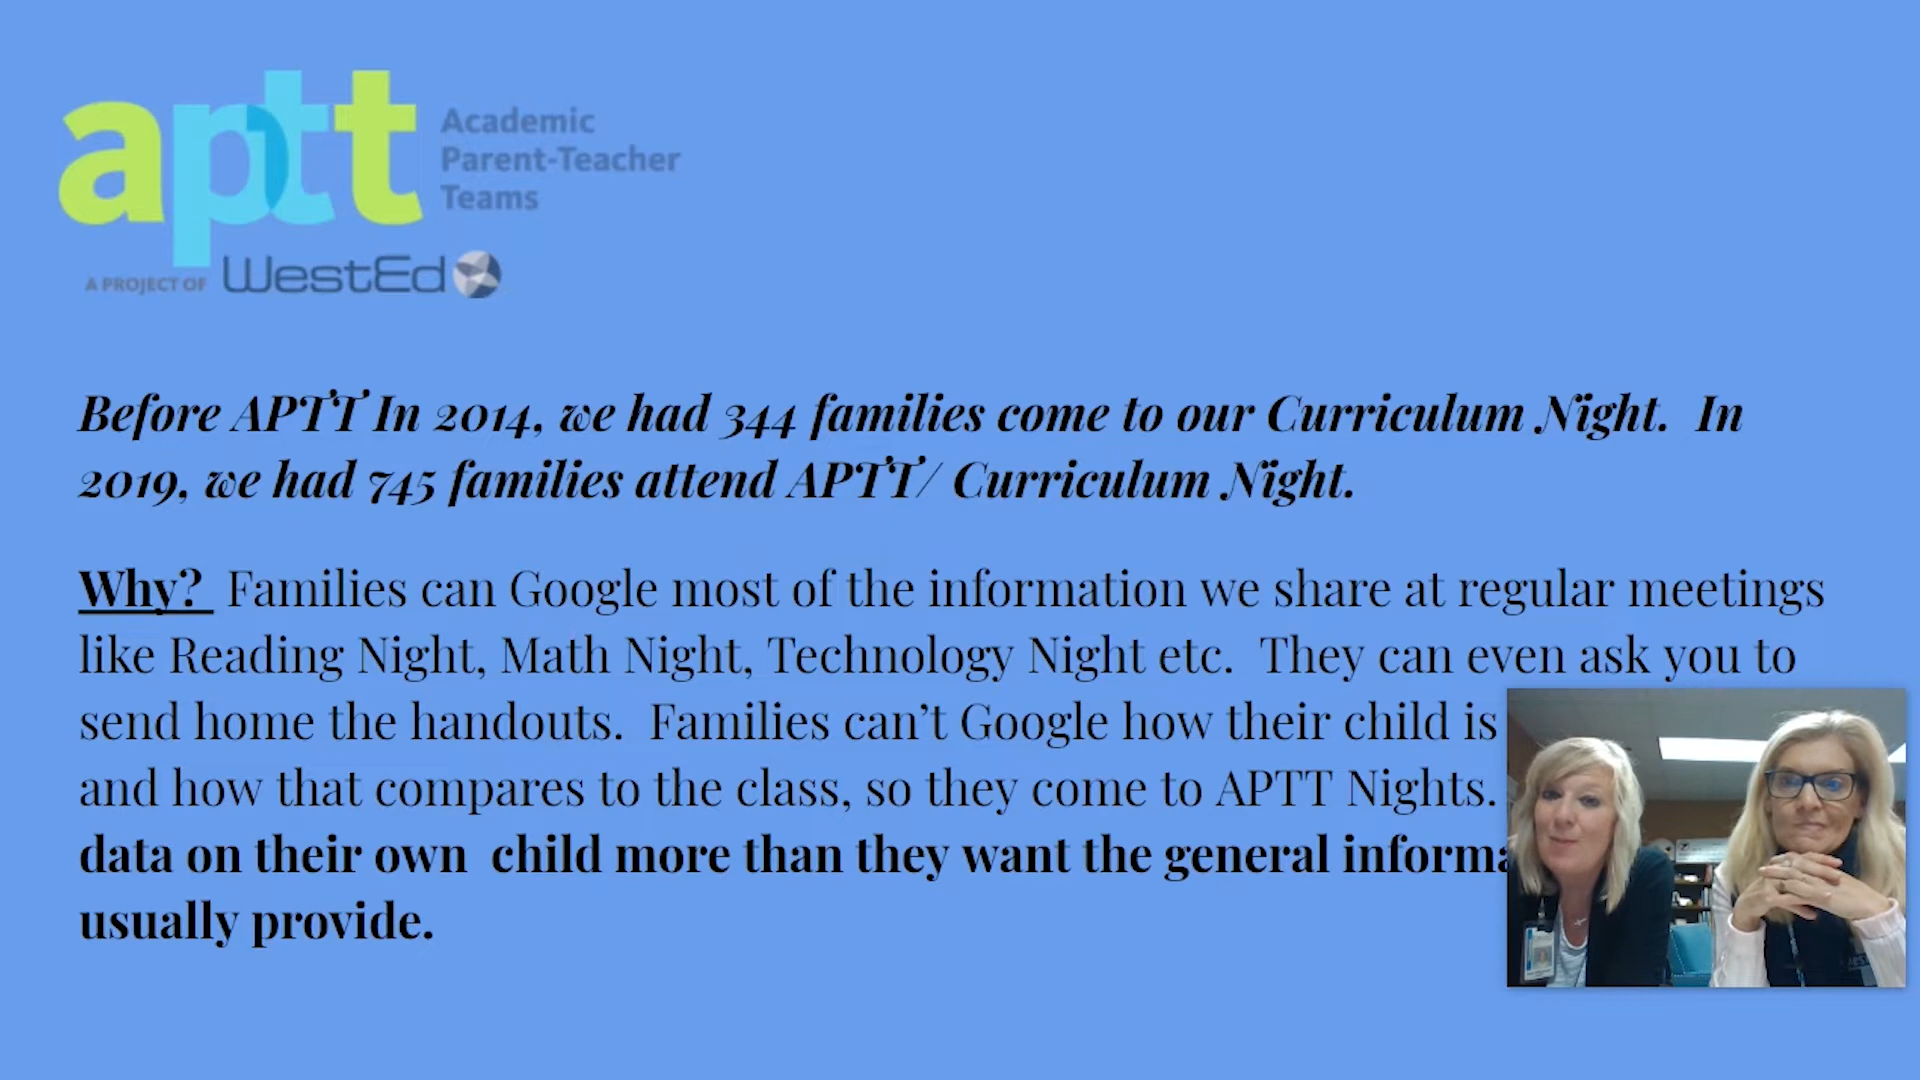 aptt
Academic
Parent-Teacher
Teams
A PROJECT OF WestEd
Before APTT In 2014, we had 344 families come to our Curriculum Night. In
2019, we had 745 families attend APTT/ Curriculum Night.
Why? Families can Google most of the information we share at regular meetings
like Reading Night, Math Night, Technology Night etc. They can even ask you to
send home the handouts. Families can’t Google how their child is
and how that compares to the class, so they come to APTT Nights.
data on their own child more than they want the general
usually provide.